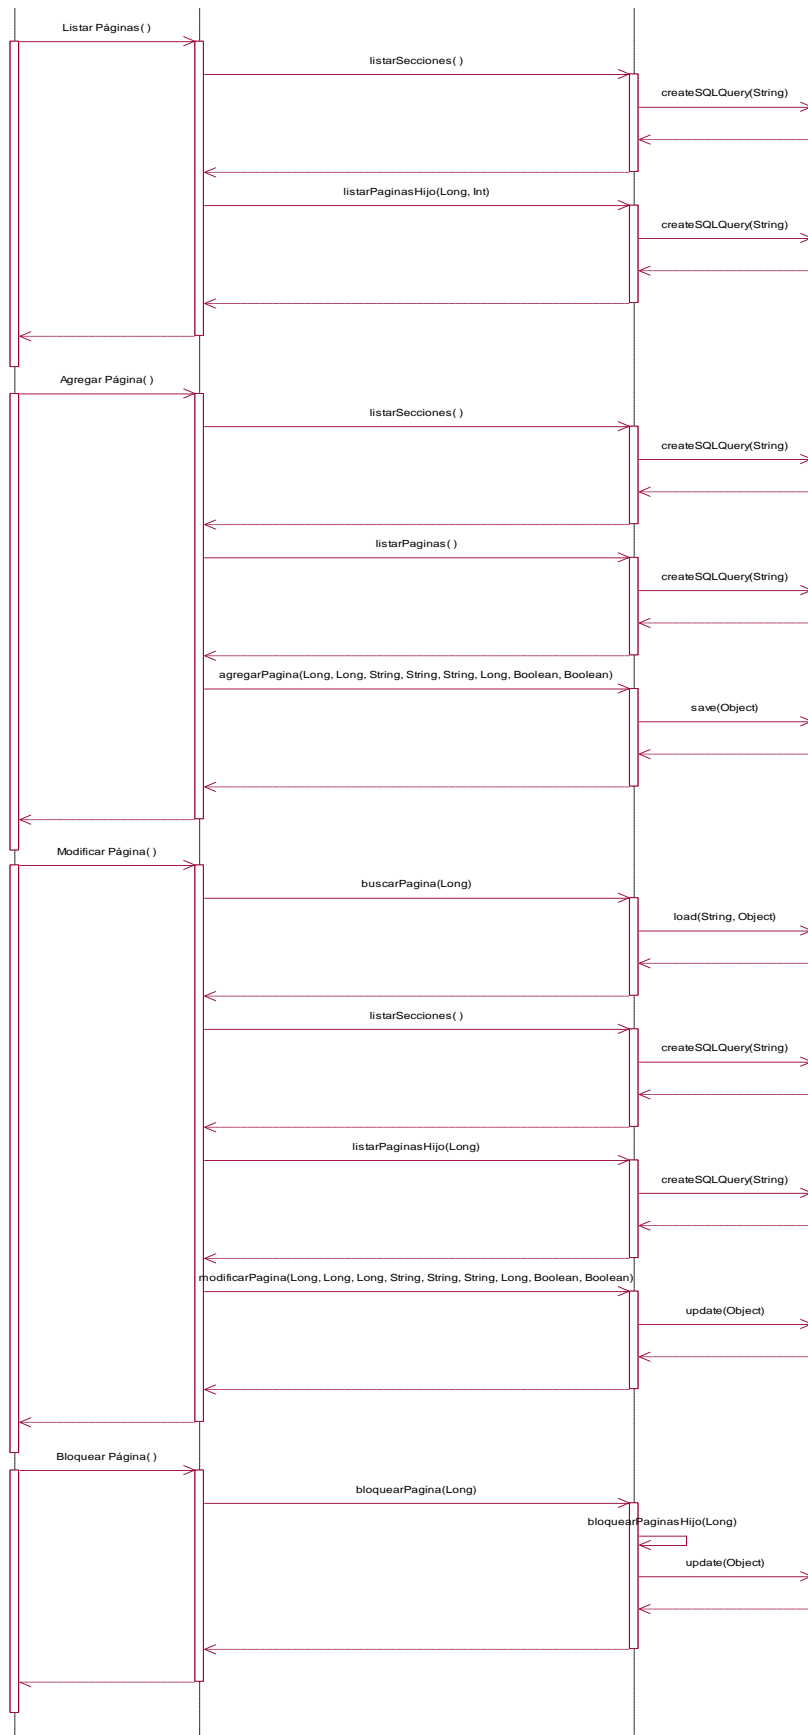 Listar Páginas( )
listarSecciones( )
createSQLQuery(String)
listarPaginasHijo(Long, Int)
createSQLQuery(String)
Agregar Página( )
listarSecciones( )
createSQLQuery(String)
listarPaginas( )
createSQLQuery(String)
agregarPagina(Long, Long, String, String, String, Long, Boolean, Boolean)
save(Object)
Modificar Página( )
buscarPagina(Long)
load(String, Object)
listarSecciones( )
createSQLQuery(String)
listarPaginasHijo(Long)
createSQLQuery(String)
modificarPagina(Long, Long, Long, String, String, String, Long, Boolean, Boolean)
update(Object)
Bloquear Página( )
bloquearPagina(Long)
bloquearPaginasHijo(Long)
update(Object)